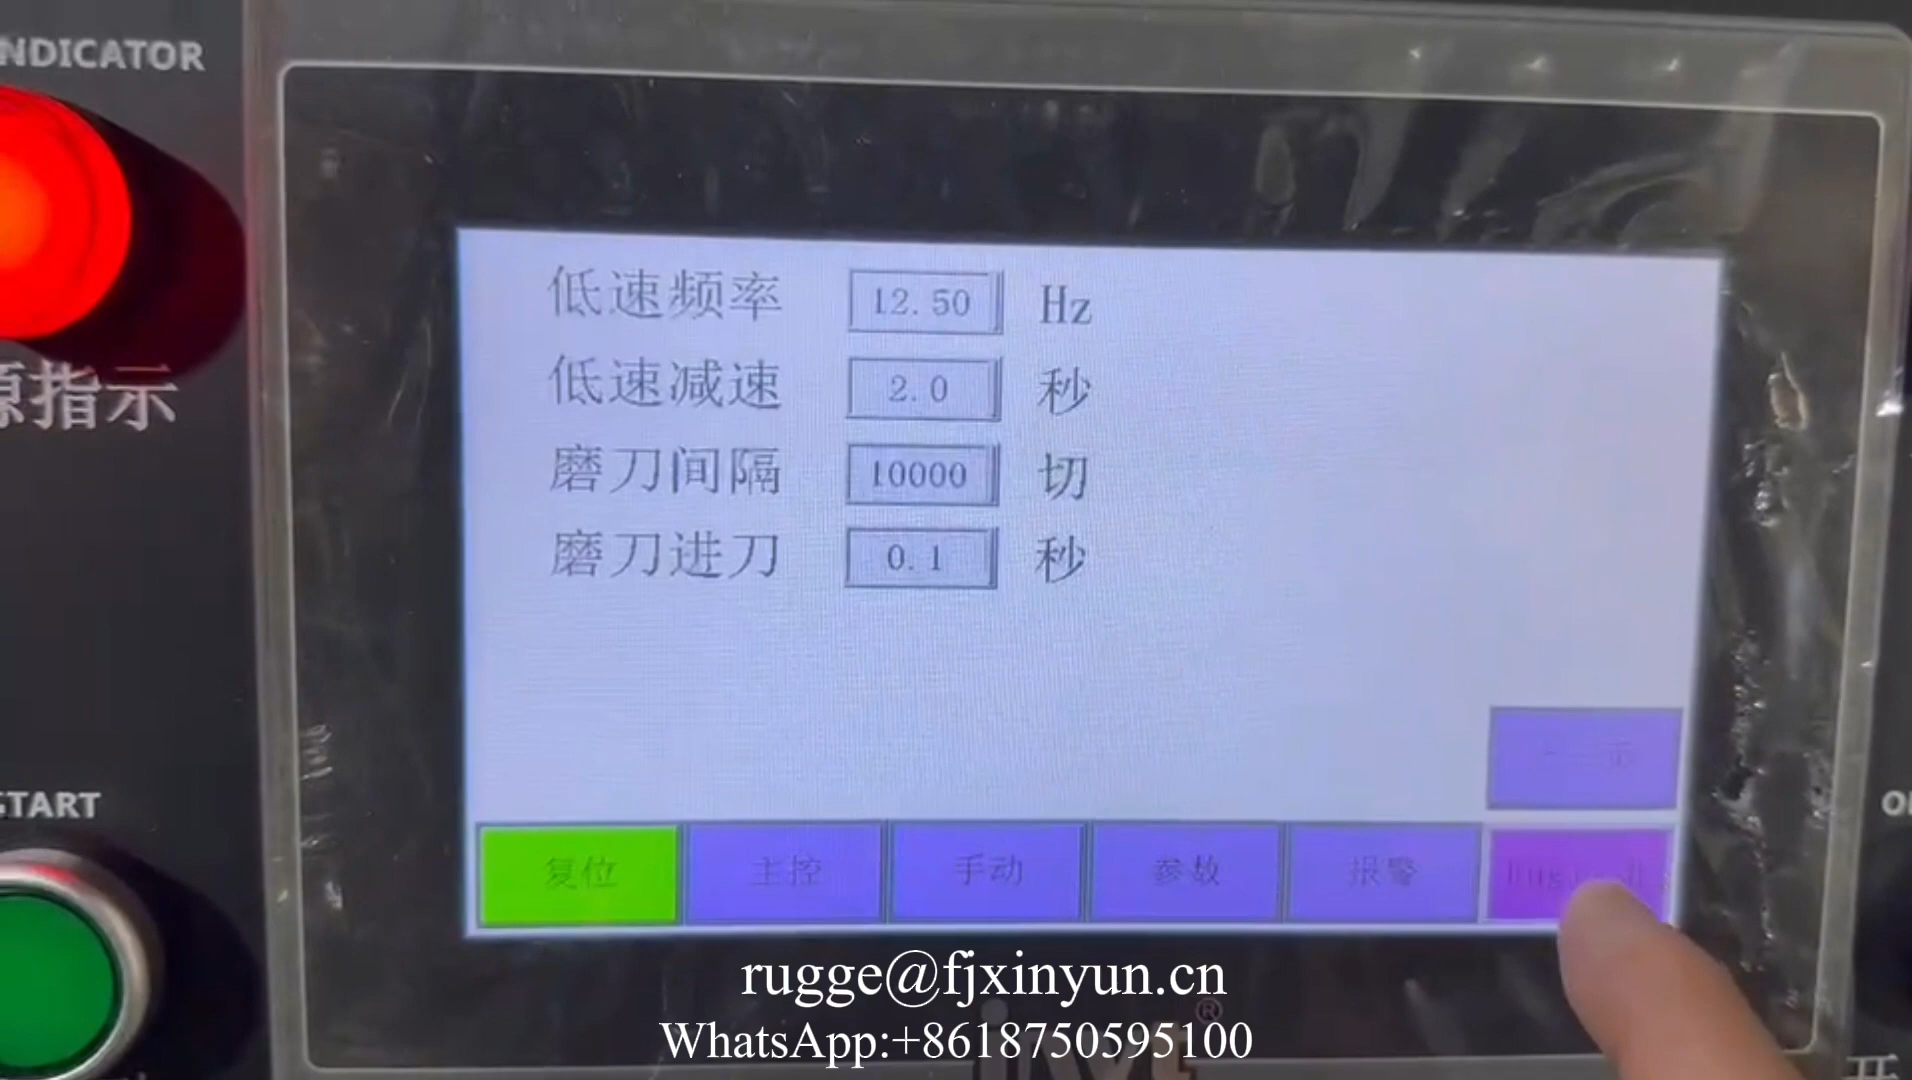 NDICATOR
源指示
START
低速频率 12.50 Hz
低速减速 2.0 秒
磨刀间隔 10000 切
磨刀进刀 0.1 秒
复位 主控 手动 参数 报警
rugge@fjxinyun.cn
WhatsApp:+8618750595100
开